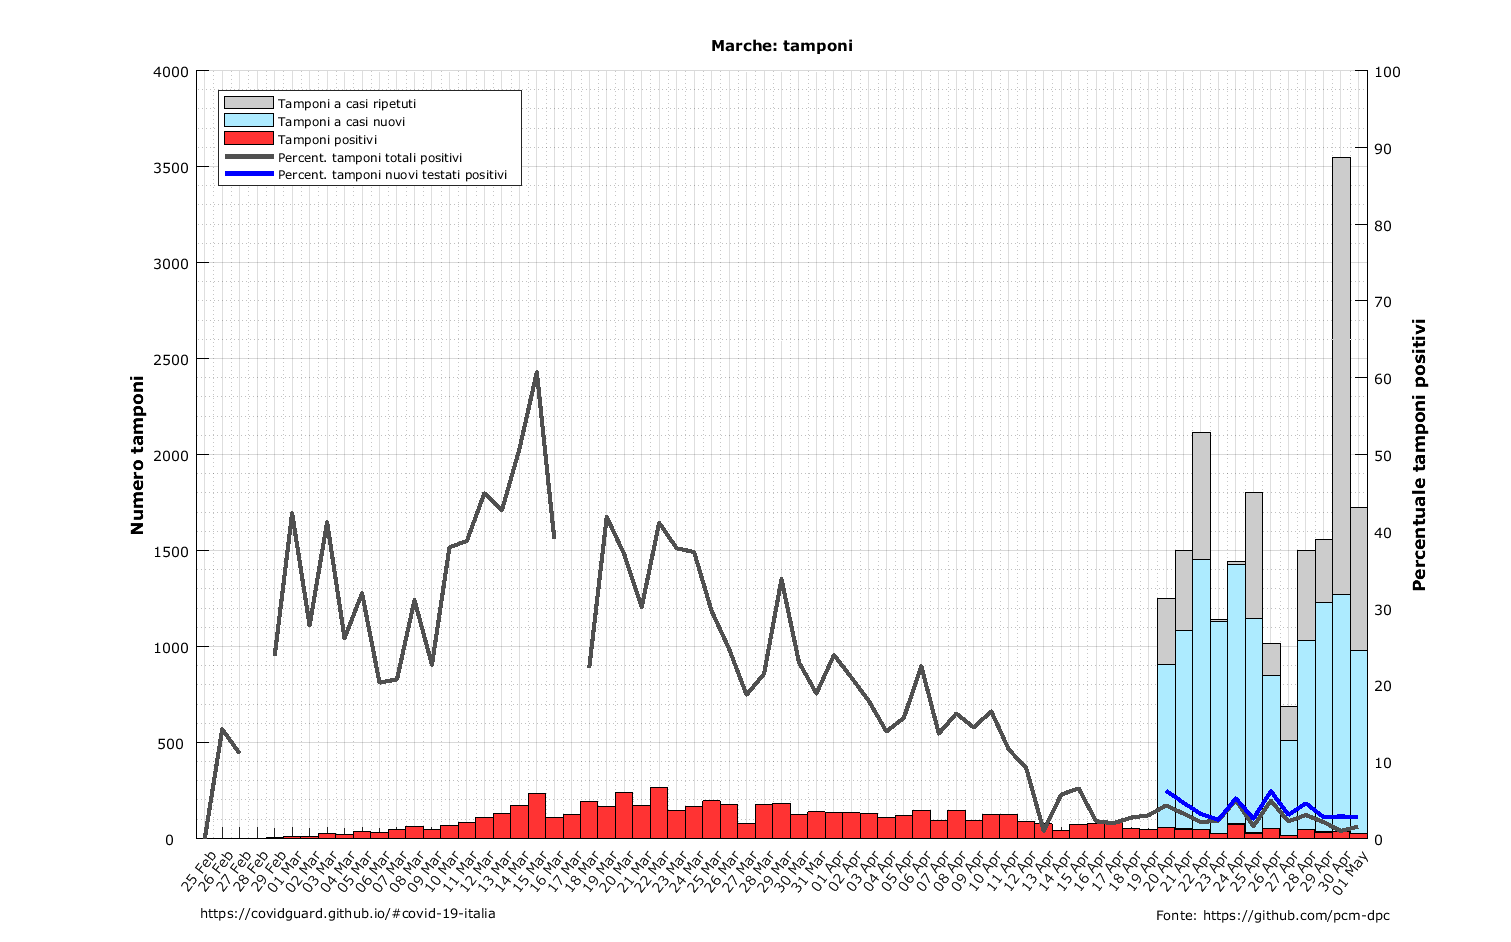 Marche: tamponi
4000
3500
3000
2500
2000
1500
1000
500
0
Numero tamponi
Tamponi a casi ripetuti
Tamponi a casi nuovi
Tamponi positivi
Percent. tamponi totali positivi
Percent. tamponi nuovi testati positivi
100
90
80
70
60
50
40
30
20
10
0
Percentuale tamponi positivi
25 Feb
26 Feb
27 Feb
28 Feb
29 Feb
01 Mar
02 Mar
03 Mar
04 Mar
05 Mar
06 Mar
07 Mar
08 Mar
09 Mar
10 Mar
11 Mar
12 Mar
13 Mar
14 Mar
15 Mar
16 Mar
17 Mar
18 Mar
19 Mar
20 Mar
21 Mar
22 Mar
23 Mar
24 Mar
25 Mar
26 Mar
27 Mar
28 Mar
29 Mar
30 Mar
31 Mar
01 Apr
02 Apr
03 Apr
04 Apr
05 Apr
06 Apr
07 Apr
08 Apr
09 Apr
10 Apr
11 Apr
12 Apr
13 Apr
14 Apr
15 Apr
16 Apr
17 Apr
18 Apr
19 Apr
20 Apr
21 Apr
22 Apr
23 Apr
24 Apr
25 Apr
26 Apr
27 Apr
28 Apr
29 Apr
30 Apr
01 May
https://covidguard.github.io/#covid-19-italia
Fonte: https://github.com/pcm-dpc